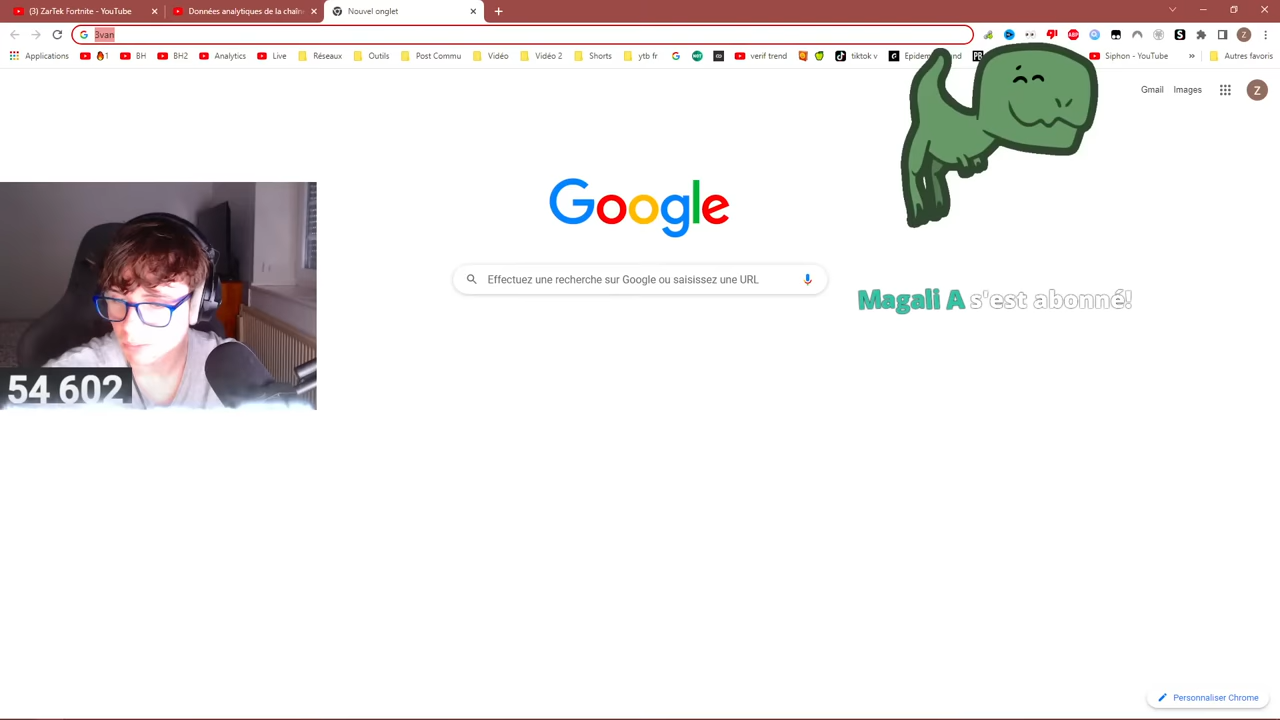 (3) ZarTek Fortnite - YouTube
Données analytiques de la chaîn
Nouvel onglet
3van
Applications
1
BH
BH2
Analytics
Live
Réseaux
Outils
Post Commu
Vidéo
Vidéo 2
Shorts
ytb fr
verif trend
tiktok v
Siphon - YouTube
Autres favoris
Gmail
Images
Z
Google
Effectuez une recherche sur Google ou saisissez une URL
Magali A s'est abonné!
54 602
Personnaliser Chrome